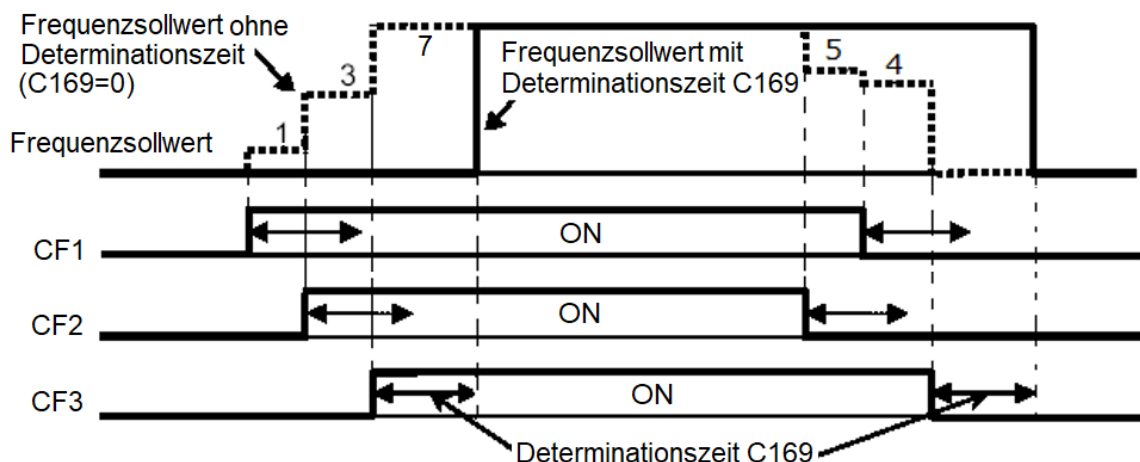 Frequenzsollwert ohne
Determinationszeit
(C169=0)
7
Frequenzsollwert mit
Determinationszeit C169
5
4
3
Frequenzsollwert
1
CF1
ON
CF2
ON
CF3
ON
Determinationszeit C169